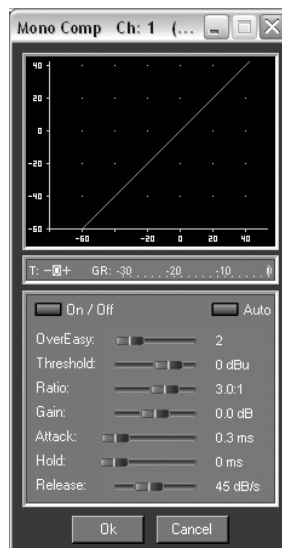 Mono Comp Ch: 1 (...
40
20
0
-20
-40
-60
-60 -20 0 20 40
T: -0+ GR: -30 -20 -10 0
On / Off Auto
OverEasy: 2
Threshold: 0 dBu
Ratio: 3.0:1
Gain: 0.0 dB
Attack: 0.3 ms
Hold: 0 ms
Release: 45 dB/s
Ok Cancel